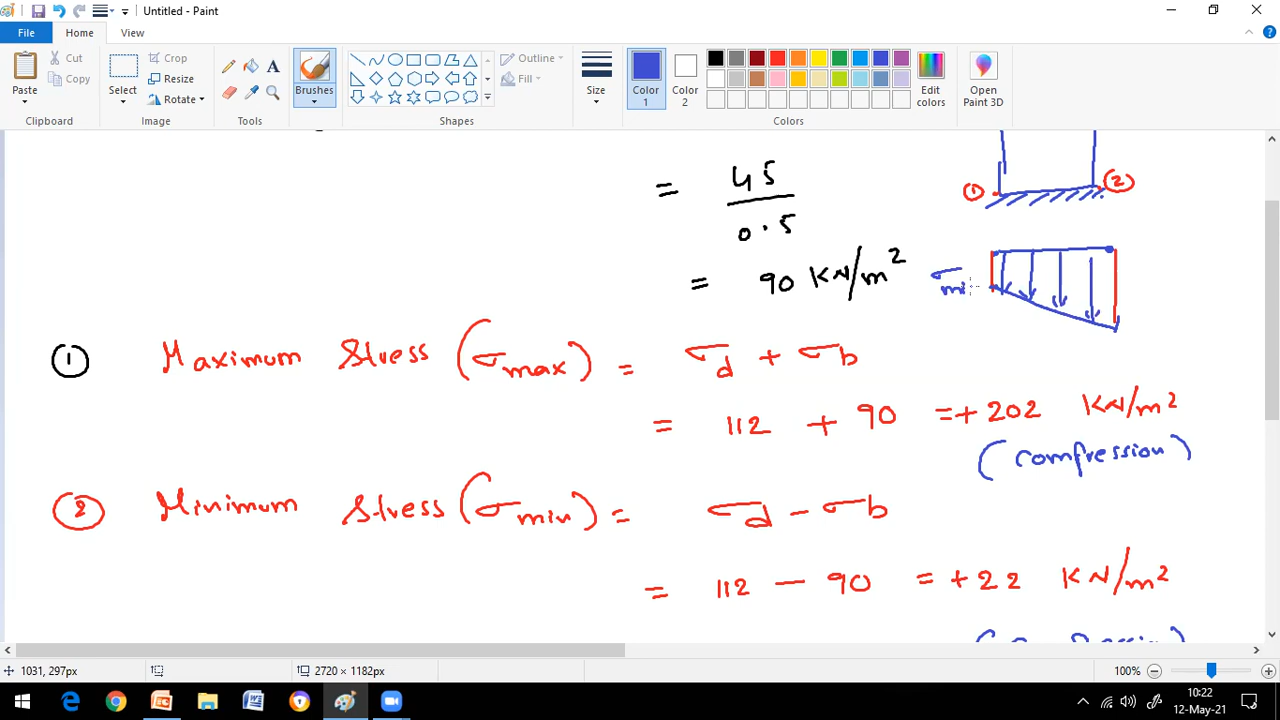 Untitled - Paint
File Home View
Paste
Cut
Copy
Clipboard
Select
Crop
Resize
Rotate
Image
Tools
Brushes
Shapes
Outline
Fill
Size
Color 1
Color 2
Colors
Edit colors
Open Paint 3D
= 45
0.5
= 90 KN/m²
① ②
σ mi
① Maximum Stress (σ max) = σd + σb
= 112 + 90 = + 202 KN/m²
(compression)
② Minimum Stress (σ min) = σd - σb
= 112 - 90 = + 22 KN/m²
1031, 297px
2720 × 1182px
100%
10:22
12-May-21